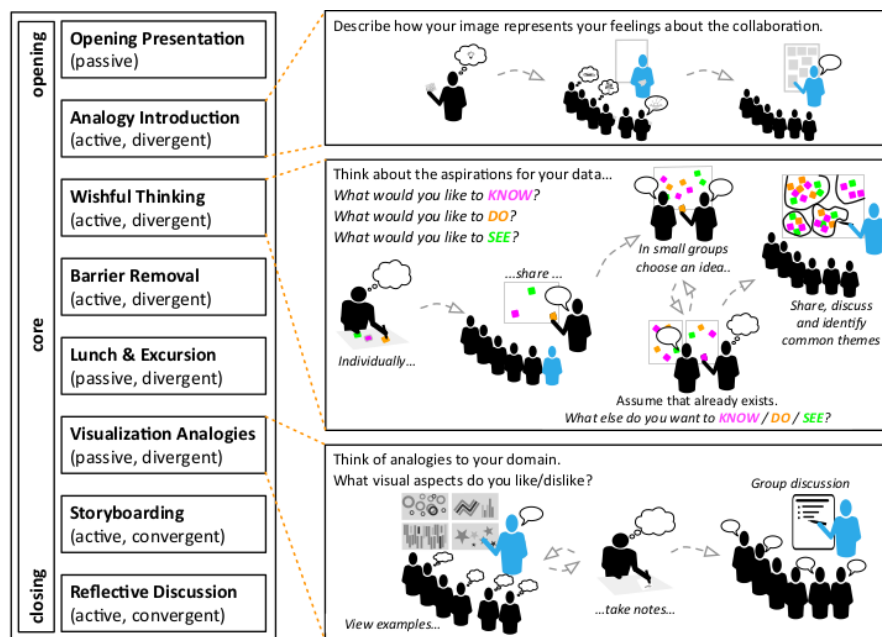 opening
core
closing
Opening Presentation
(passive)
Analogy Introduction
(active, divergent)
Wishful Thinking
(active, divergent)
Barrier Removal
(active, divergent)
Lunch & Excursion
(passive, divergent)
Visualization Analogies
(passive, divergent)
Storyboarding
(active, convergent)
Reflective Discussion
(active, convergent)
Describe how your image represents your feelings about the collaboration.
Think about the aspirations for your data...
What would you like to KNOW?
What would you like to DO?
What would you like to SEE?
Individually...
...share ...
In small groups
choose an idea..
Assume that already exists.
What else do you want to KNOW / DO / SEE?
Share, discuss
and identify
common themes
Think of analogies to your domain.
What visual aspects do you like/dislike?
View examples...
...take notes...
Group discussion